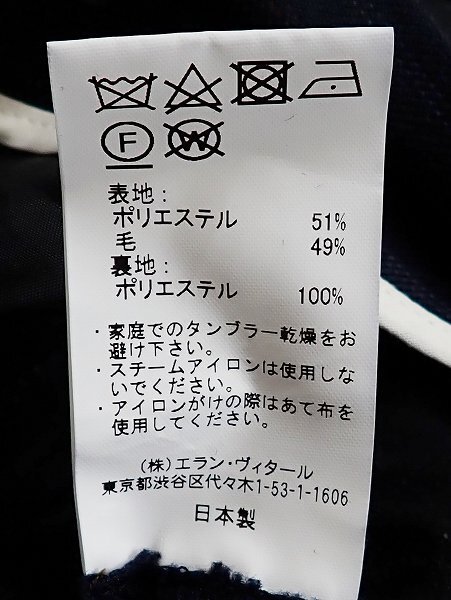 F W
表地：
ポリエステル 51%
毛 49%
裏地：
ポリエステル 100%
・家庭でのタンブラー乾燥をお
避け下さい。
・スチームアイロンは使用しな
いでください。
・アイロンがけの際はあて布を
使用してください。
(株)エラン・ヴィタール
東京都渋谷区代々木1-53-1-1606
日本製